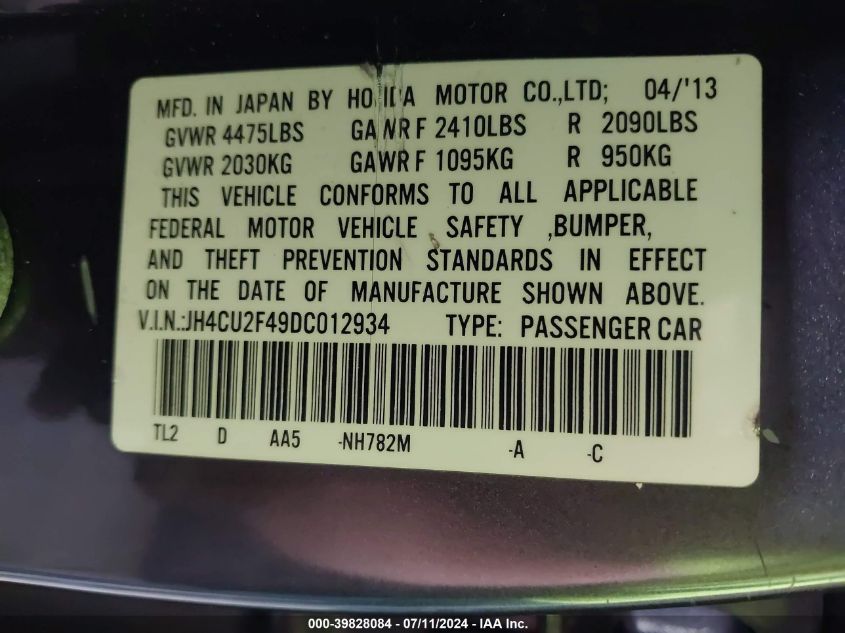 MFD. IN JAPAN BY HONDA MOTOR CO.,LTD; 04/'13
GVWR 4475LBS GAWR F 2410LBS R 2090LBS
GVWR 2030KG GAWR F 1095KG R 950KG
THIS VEHICLE CONFORMS TO ALL APPLICABLE
FEDERAL MOTOR VEHICLE SAFETY ,BUMPER,
AND THEFT PREVENTION STANDARDS IN EFFECT
ON THE DATE OF MANUFACTURE SHOWN ABOVE.
V.I.N.:JH4CU2F49DC012934 TYPE: PASSENGER CAR
TL2 D AA5 -NH782M -A -C
000-39828084 / 07/11/2024 - IAA Inc.